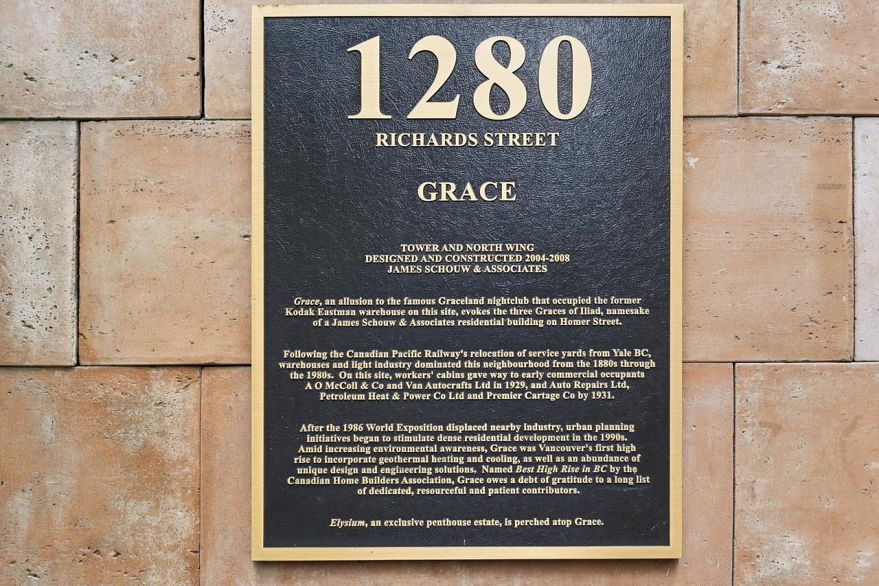 1280
RICHARDS STREET
GRACE
TOWER AND NORTH WING
DESIGNED AND CONSTRUCTED 2004-2008
JAMES SCHOUW & ASSOCIATES
Grace, an allusion to the famous Graceland nightclub that occupied the former
Kodak Eastman warehouse on this site, evokes the three Graces of Iliad, namesake
of a James Schouw & Associates residential building on Homer Street.
Following the Canadian Pacific Railway's relocation of service yards from Yale BC,
warehouses and light industry dominated this neighbourhood from the 1880s through
the 1980s. On this site, workers' cabins gave way to early commercial occupants
A O McColl & Co and Van Autocrafts Ltd in 1929, and Auto Repairs Ltd,
Petroleum Heat & Power Co Ltd and Premier Cartage Co by 1931.
After the 1986 World Exposition displaced nearby industry, urban planning
initiatives began to stimulate dense residential development in the 1990s.
Amid increasing environmental awareness, Grace was Vancouver's first high
rise to incorporate geothermal heating and cooling, as well as an abundance of
unique design and engineering solutions. Named Best High Rise in BC by the
Canadian Home Builders Association, Grace owes a debt of gratitude to a long list
of dedicated, resourceful and patient contributors.
Elysium, an exclusive penthouse estate, is perched atop Grace.